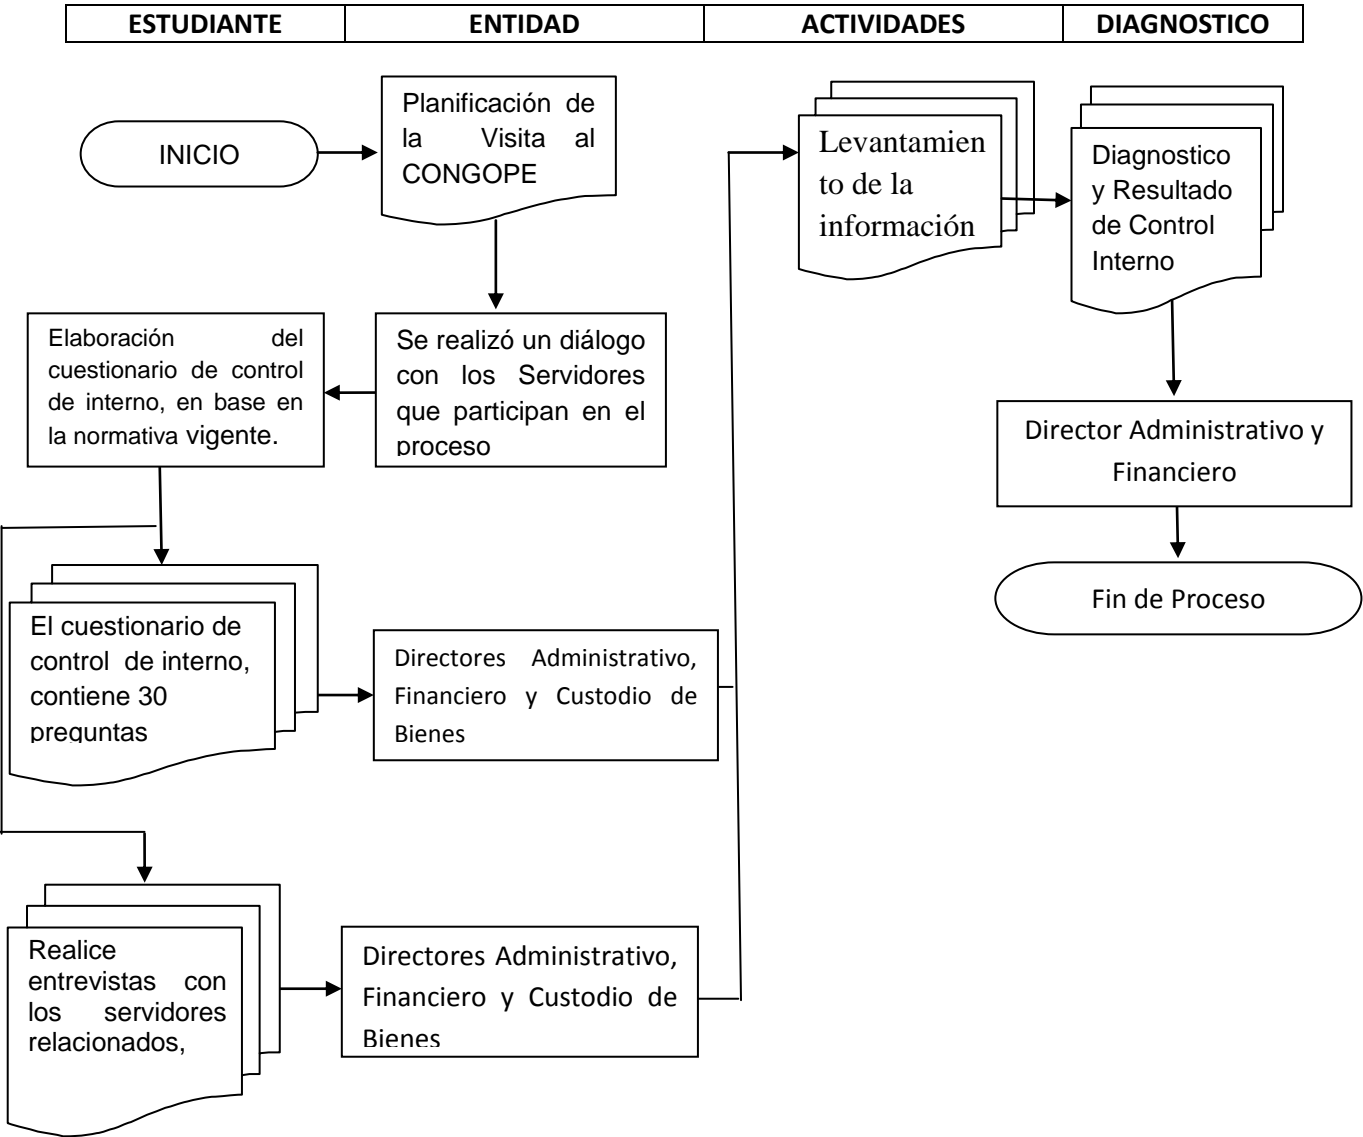 ESTUDIANTE ENTIDAD ACTIVIDADES DIAGNOSTICO
INICIO
Planificación de
la Visita al
CONGOPE
Levantamien
to de la
información
Diagnostico
y Resultado
de Control
Interno
Elaboración del
cuestionario de control
de interno, en base en
la normativa vigente.
Se realizó un diálogo
con los Servidores
que participan en el
proceso
Director Administrativo y
Financiero
Fin de Proceso
El cuestionario de
control de interno,
contiene 30
preguntas
Directores Administrativo,
Financiero y Custodio de
Bienes
Realice
entrevistas con
los servidores
relacionados,
Directores Administrativo,
Financiero y Custodio de
Bienes